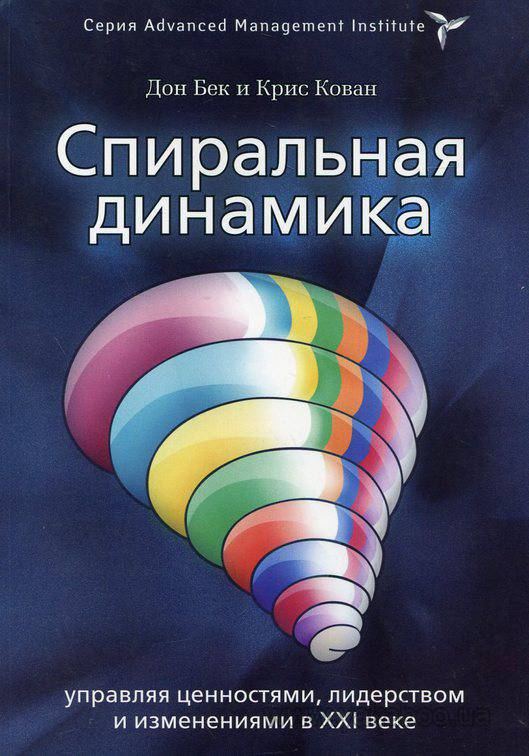 Серия Advanced Management Institute
Дон Бек и Крис Кован
Спиральная
динамика
управляя ценностями, лидерством
и изменениями в XXI веке